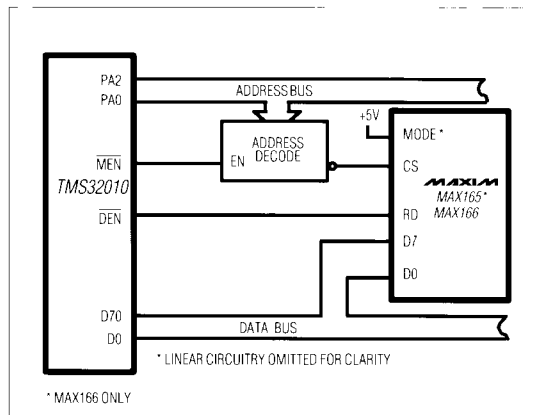 PA2
PA0
ADDRESS BUS
+5V
MODE *
ADDRESS
DECODE
EN
CS
MEN
TMS32010
MAXIM
MAX165*
MAX166
DEN
RD
D7
D0
D70
D0
DATA BUS
* LINEAR CIRCUITRY OMITTED FOR CLARITY
* MAX166 ONLY